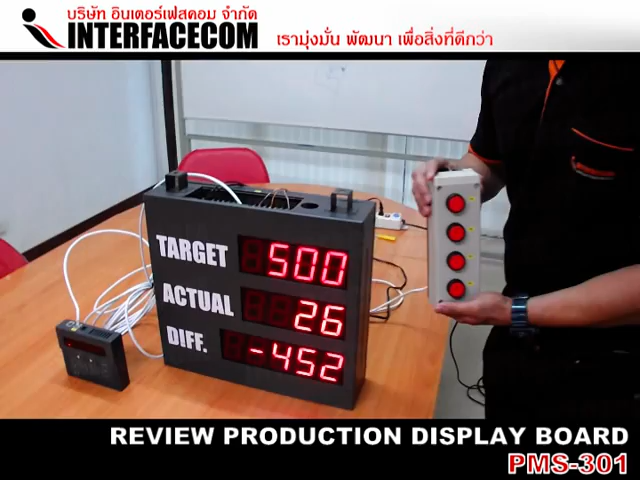 บริษัท อินเตอร์เฟสคอม จำกัด
INTERFACECOM
เรามุ่งมั่น พัฒนา เพื่อสิ่งที่ดีกว่า
TARGET 500
ACTUAL 26
DIFF. -452
REVIEW PRODUCTION DISPLAY BOARD
PMS-301